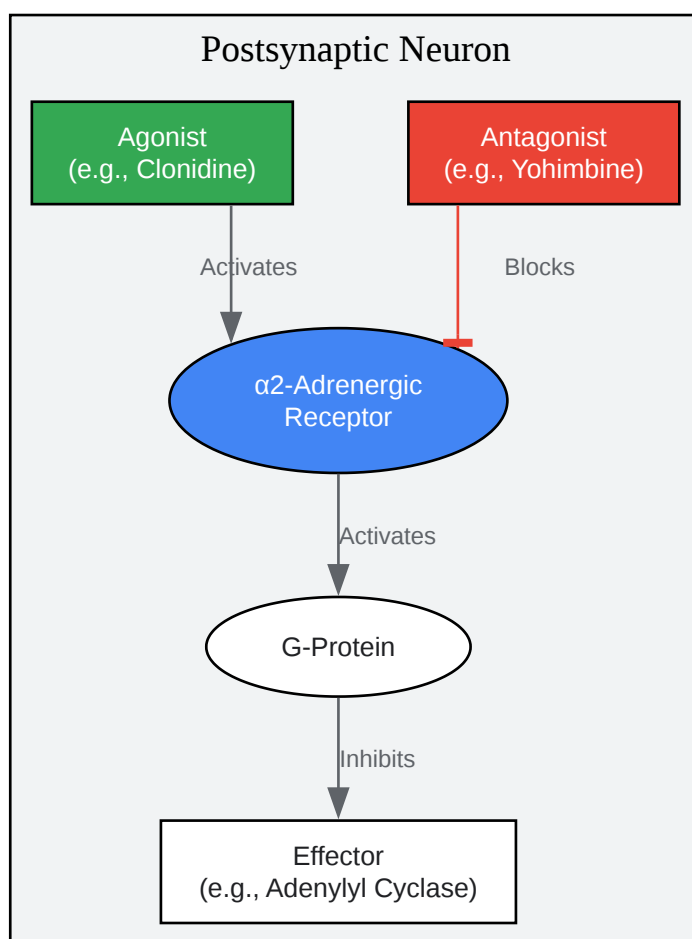 Postsynaptic Neuron
Agonist
(e.g., Clonidine)
Antagonist
(e.g., Yohimbine)
Activates
Blocks
α2-Adrenergic
Receptor
Activates
G-Protein
Inhibits
Effector
(e.g., Adenylyl Cyclase)